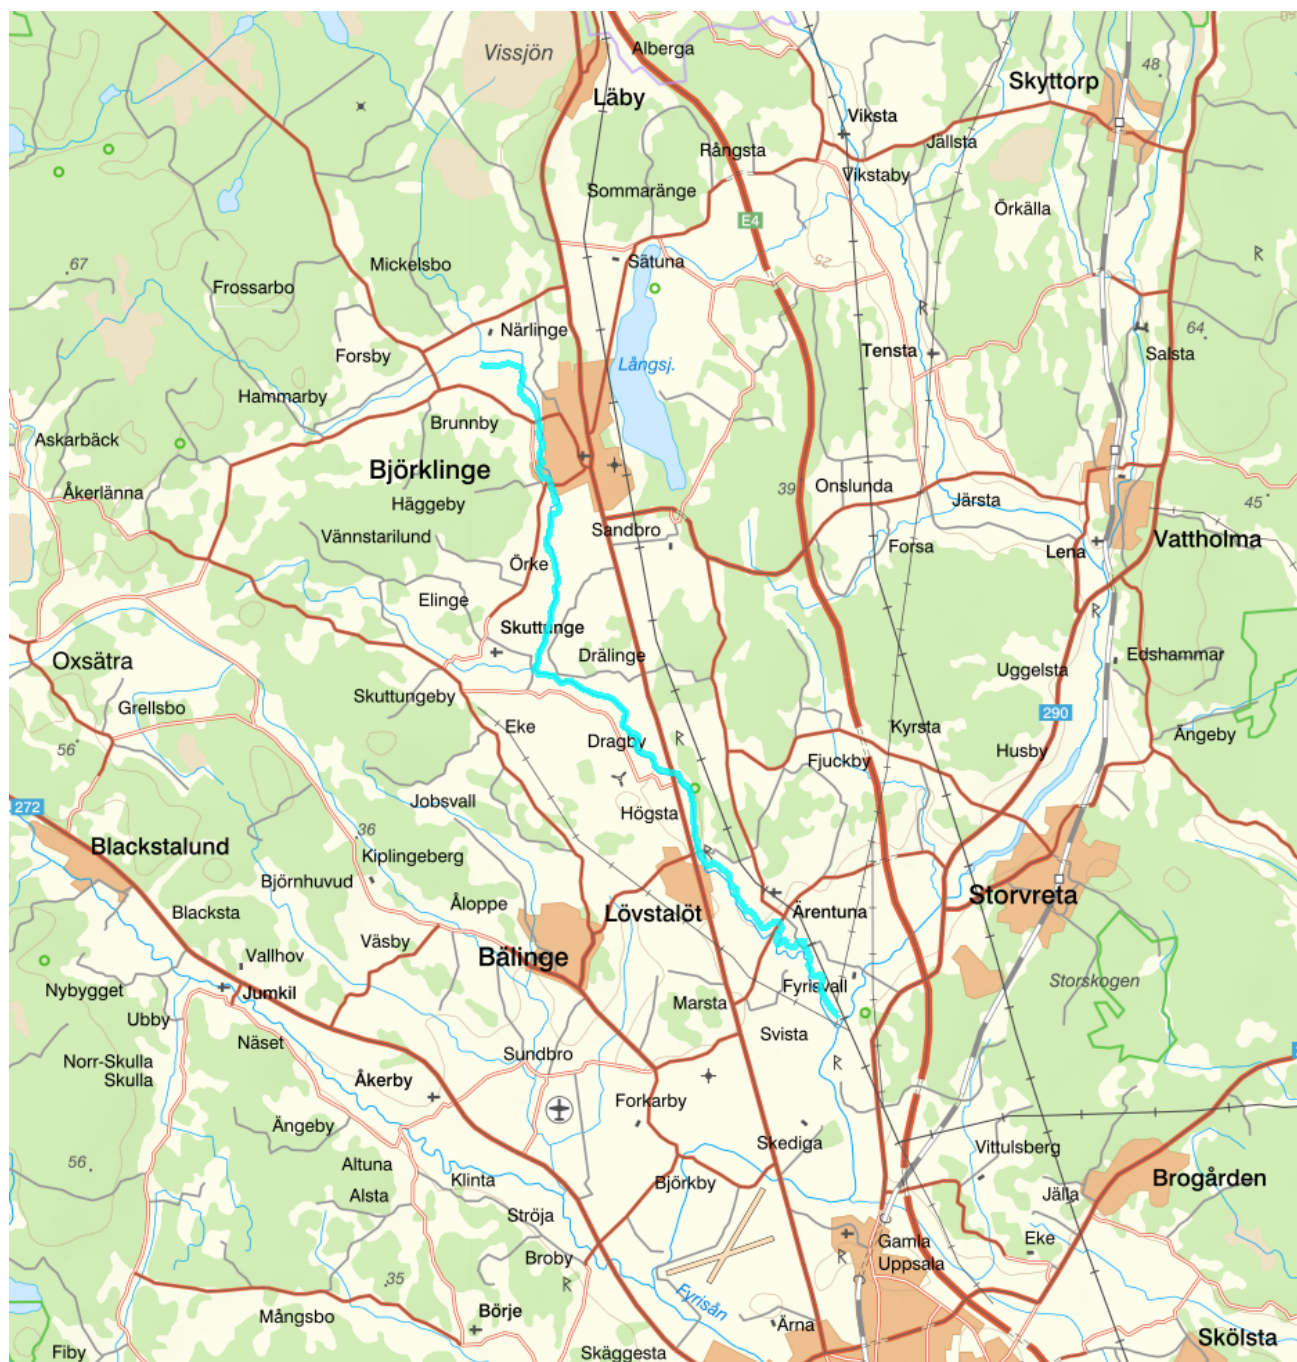 Vissjön
Alberga
48
60
Skyttorp
Läby
Viksta
Jällsta
Rångsta
Vikstaby
Sommaränge
Örkälla
E4
Sätuna
25
67
Mickelsbo
Frossarbo
Närlinge
64
Forsby
Långsj.
Tensta
Salsta
Hammarby
Brunnby
Askarbäck
Björklinge
Åkerlänna
Häggeby
39
Onslunda
Järsta
45
Vännstarilund
Sandbro
Forsa
Lena
Vattholma
Örke
Elinge
Skuttunge
Oxsätra
Drälinge
Edshammar
Uggelsta
Skuttungeby
Grellsbo
290
Eke
Kyrsta
Ängeby
56
Dragby
Husby
Fjuckby
272
Jobsvall
Högsta
36
Blackstalund
Kiplingeberg
Björnhuvud
Storvreta
Åloppe
Blacksta
Lövstalöt
Ärentuna
Väsby
Vallhov
Bälinge
Storskogen
Nybygget
Jumkil
Fyrisvall
Marsta
Ubby
Svista
Näset
Sundbro
Norr-Skulla
Skulla
Åkerby
Forkarby
Ängeby
Skediga
Vittulsberg
56
Altuna
Klinta
Björkby
Brogården
Alsta
Jälla
Ströja
Eke
Gamla
Uppsala
Broby
35
Fyrisån
Börje
Mångsbo
Ärna
Skölsta
Fiby
Skäggesta